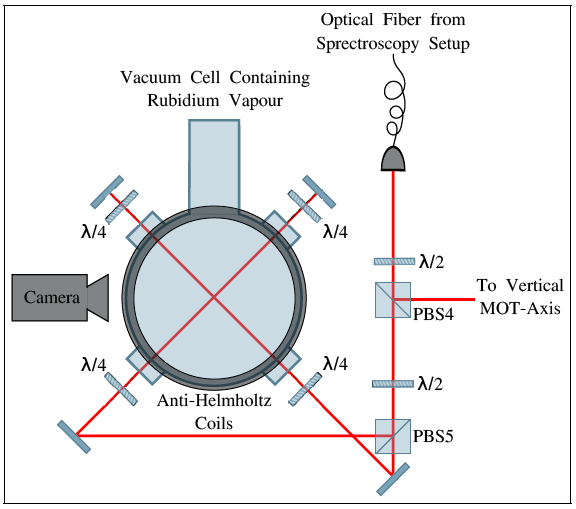 Optical Fiber from
Sprectroscopy Setup
Vacuum Cell Containing
Rubidium Vapour
λ/4
λ/4
λ/2
To Vertical
MOT-Axis
Camera
PBS4
λ/4
λ/4
λ/2
Anti-Helmholtz
Coils
PBS5